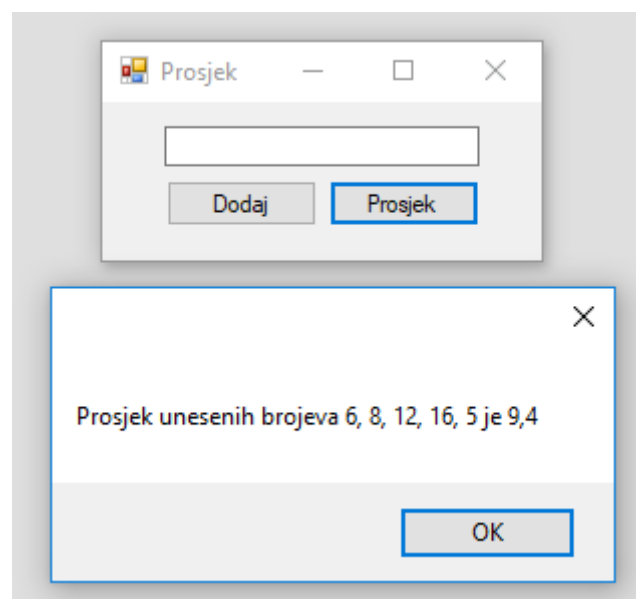 Prosjek
Dodaj Prosjek
Prosjek unesenih brojeva 6, 8, 12, 16, 5 je 9,4
OK